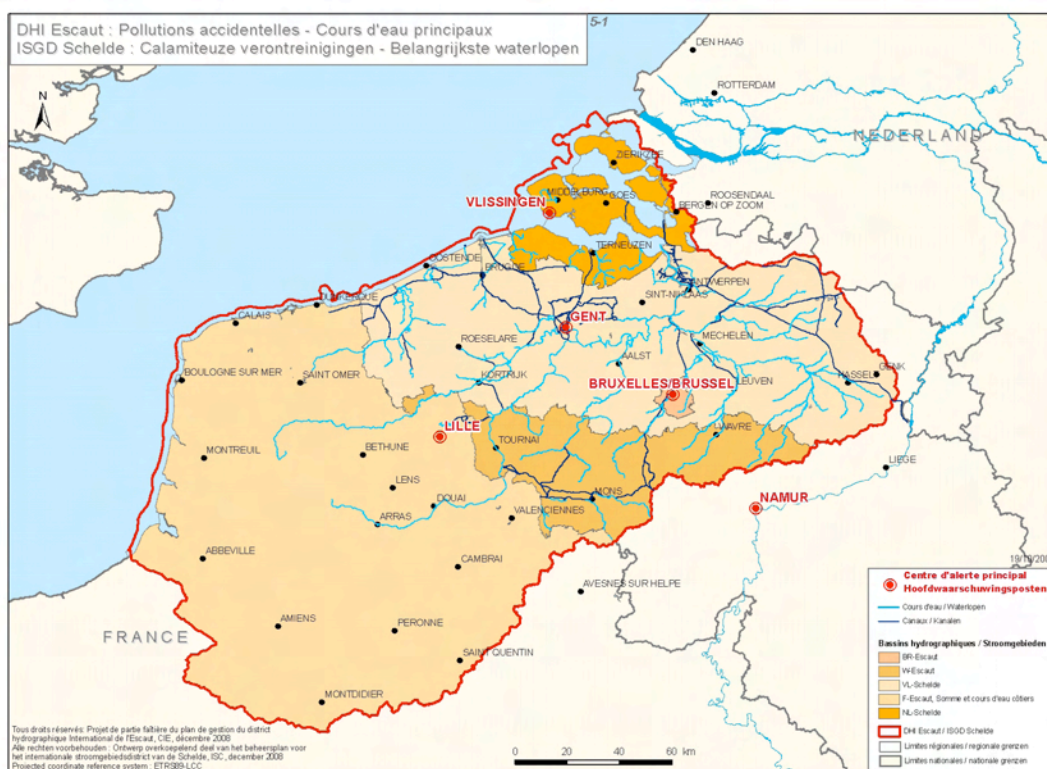 DHI Escaut : Pollutions accidentelles - Cours d'eau principaux
ISGD Schelde : Calamiteuze verontreinigingen - Belangrijkste waterlopen
5-1
N
DEN HAAG
ROTTERDAM
NEDERLAND
ZIERIKZEE
MIDDELBURG
GOES
ROOSENDAAL
BERGEN OP ZOOM
VLISSINGEN
TERNEUZEN
OOSTENDE
BRUGGE
ANTWERPEN
SINT-NIKLAAS
DUNKERQUE
CALAIS
GENT
ROESELARE
MECHELEN
AALST
BOULOGNE SUR MER
SAINT OMER
KORTRIJK
BRUXELLES/BRUSSEL
LEUVEN
HASSELT
GENK
LILLE
WAVRE
TOURNAI
BETHUNE
MONTREUIL
LIEGE
LENS
DOUAI
MONS
NAMUR
ARRAS
VALENCIENNES
ABBEVILLE
CAMBRAI
AVESNES SUR HELPE
19/10/200
AMIENS
PERONNE
FRANCE
SAINT QUENTIN
MONTDIDIER
Centre d'alerte principal
Hoofdwaarschuwingsposten
Cours d'eau / Waterlopen
Canaux / Kanalen
Bassins hydrographiques / Stroomgebieden
BR-Escaut
W-Escaut
VL-Schelde
F-Escaut, Somme et cours d'eau côtiers
NL-Schelde
DHI Escaut / ISGD Schelde
Limites régionales / regionale grenzen
Limites nationales / nationale grenzen
Tous droits réservés: Projet de partie faîtière du plan de gestion du district
hydrographique International de l'Escaut, CIE, décembre 2008
Alle rechten voorbehouden : Ontwerp overkoepelend deel van het beheersplan voor
het internationale stroomgebiedsdistrict van de Schelde, ISC, december 2008
Projected coordinate reference system : ETRS89-LCC
0 20 40 60 km